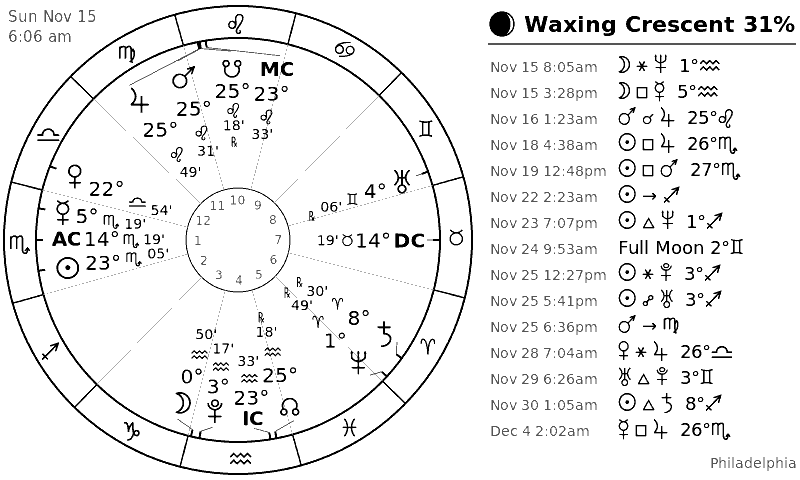 Sun Nov 15
6:06 am
Waxing Crescent 31%
Nov 15 8:05am ☽ ⚹ ♆ 1°♒
Nov 15 3:28pm ☽ □ ☿ 5°♒
Nov 16 1:23am ♂ ☌ ♃ 25°♌
Nov 18 4:38am ☉ □ ♃ 26°♏
Nov 19 12:48pm ☉ □ ♂ 27°♏
Nov 22 2:23am ☉ → ♐
Nov 23 7:07pm ☉ △ ♆ 1°♐
Nov 24 9:53am Full Moon 2°♊
Nov 25 12:27pm ☉ ⚹ ⯓ 3°♐
Nov 25 5:41pm ☉ ☍ ♅ 3°♐
Nov 25 6:36pm ♂ → ♍
Nov 28 7:04am ♀ ⚹ ♃ 26°♎
Nov 29 6:26am ♅ △ ⯓ 3°♊
Nov 30 1:05am ☉ △ ♄ 8°♐
Dec 4 2:02am ☿ □ ♃ 26°♏
Philadelphia
♌
♍
♋
♎
♊
♏
♉
♐
♈
♑
♓
♒
♃ 25° ♌ 49'
♂ 25° ♌ 31'
☋ 25° ♌ 18' ℞
MC 23° ♌ 33'
♀ 22° ♎ 54'
☿ 5° ♏ 19'
AC 14° ♏ 19'
☉ 23° ♏ 05'
♅ 4° ♊ 06' ℞
DC 14° ♉ 19'
♄ 8° ♈ 30' ℞
♆ 1° ♈ 49' ℞
☽ 0° ♒ 50'
⯓ 3° ♒ 17'
IC 23° ♒ 33'
☊ 25° ♒ 18' ℞
1
2
3
4
5
6
7
8
9
10
11
12